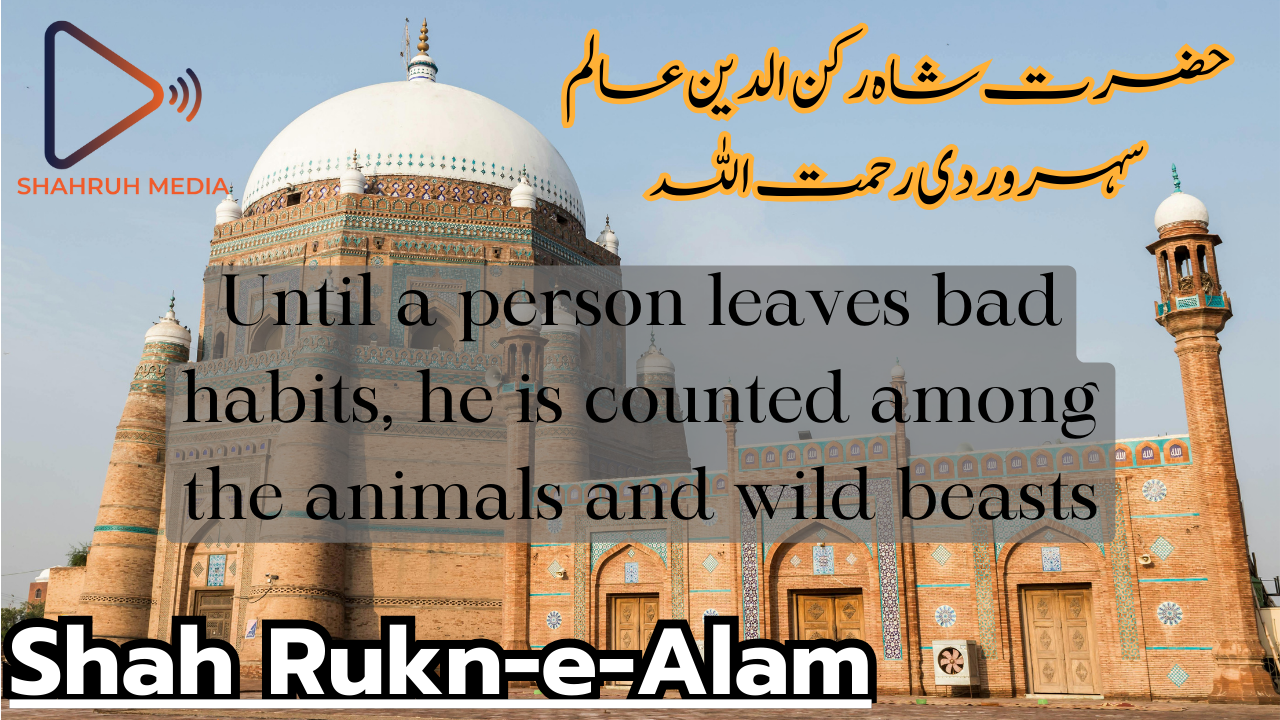 SHAHRUH MEDIA
حضرت شاہ رکن الدین عالم
سہروردی رحمت اللہ
Until a person leaves bad
habits, he is counted among
the animals and wild beasts
Shah Rukn-e-Alam